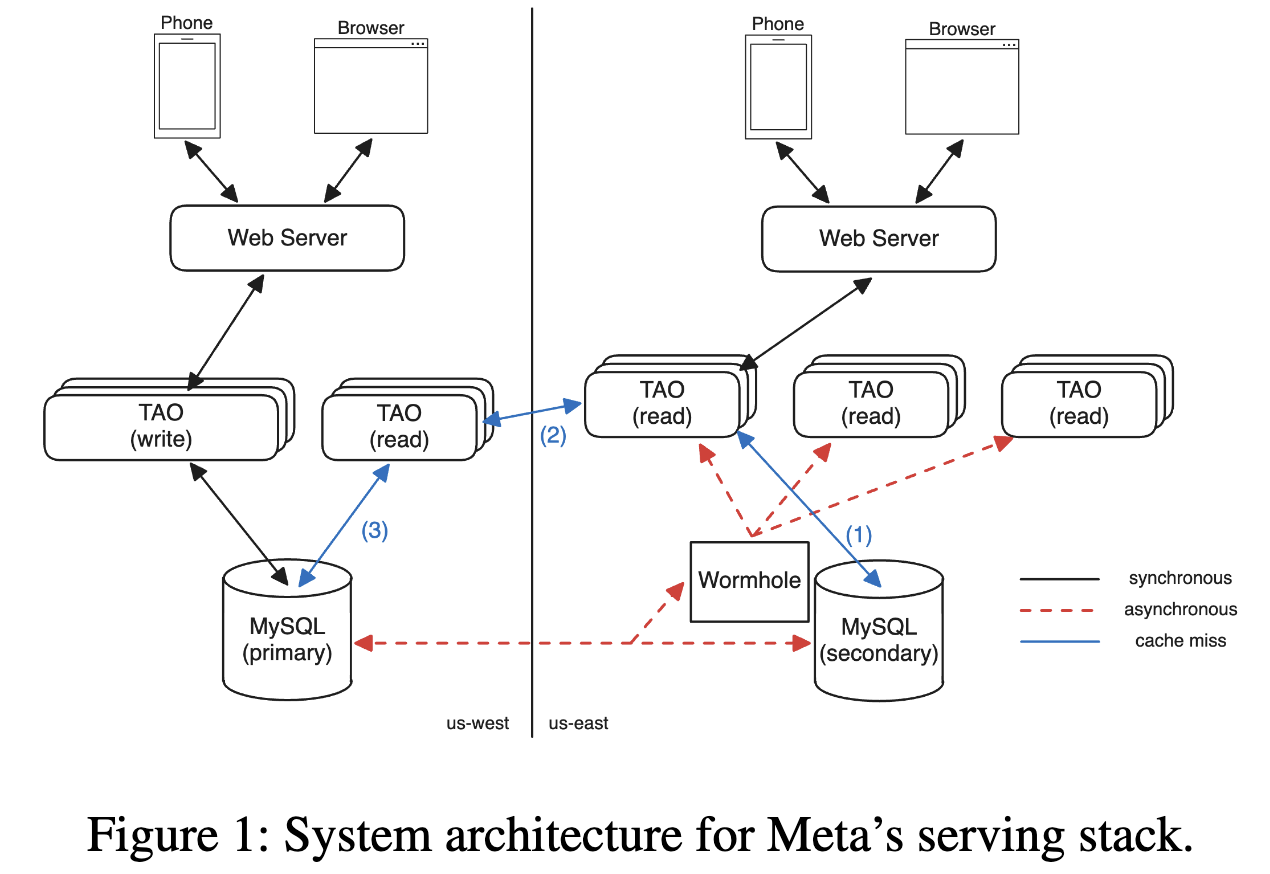 Phone
Browser
Phone
Browser
Web Server
Web Server
TAO
(write)
TAO
(read)
(2)
TAO
(read)
TAO
(read)
TAO
(read)
(3)
(1)
MySQL
(primary)
Wormhole
MySQL
(secondary)
synchronous
asynchronous
cache miss
us-west
us-east
Figure 1: System architecture for Meta’s serving stack.